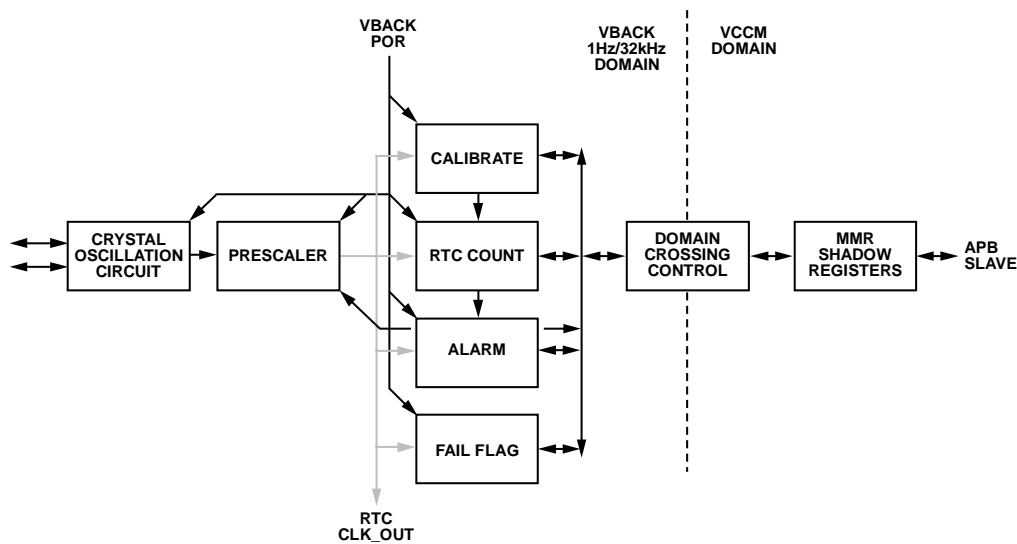 VBACK
POR
VBACK
1Hz/32kHz
DOMAIN
VCCM
DOMAIN
CALIBRATE
CRYSTAL
OSCILLATION
CIRCUIT
PRESCALER
RTC COUNT
DOMAIN
CROSSING
CONTROL
MMR
SHADOW
REGISTERS
APB
SLAVE
ALARM
FAIL FLAG
RTC
CLK_OUT